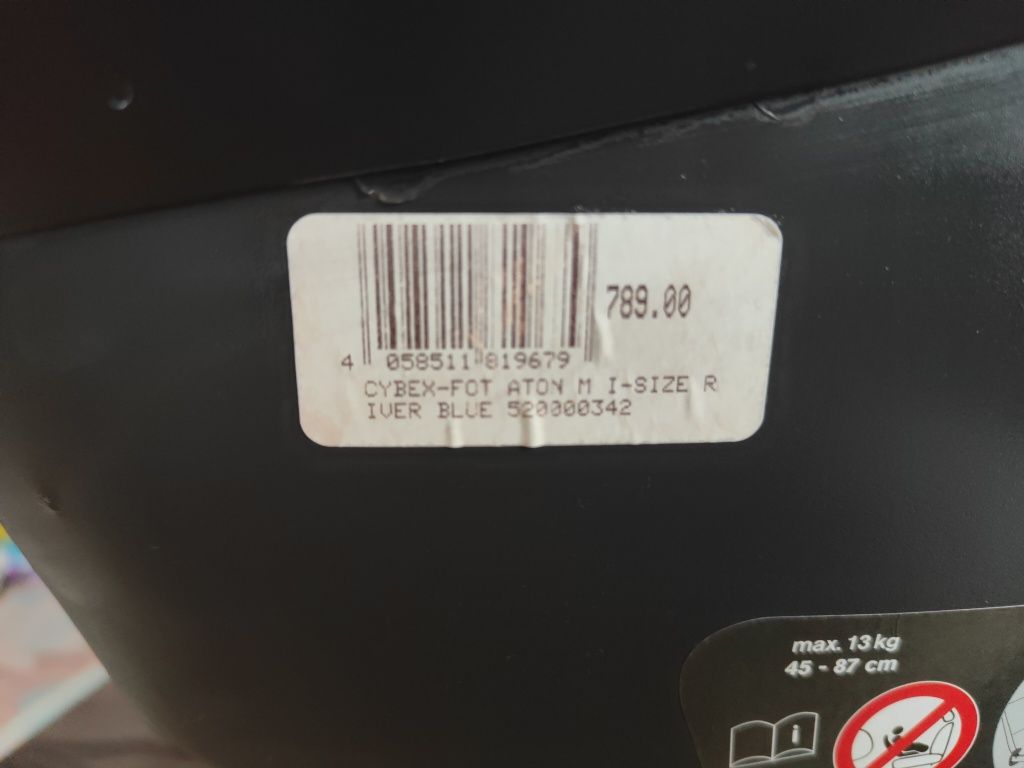 789.00
4 058511 819679
CYBEX-FOT ATON M I-SIZE R
IVER BLUE 520000342
max. 13 kg
45 - 87 cm
i